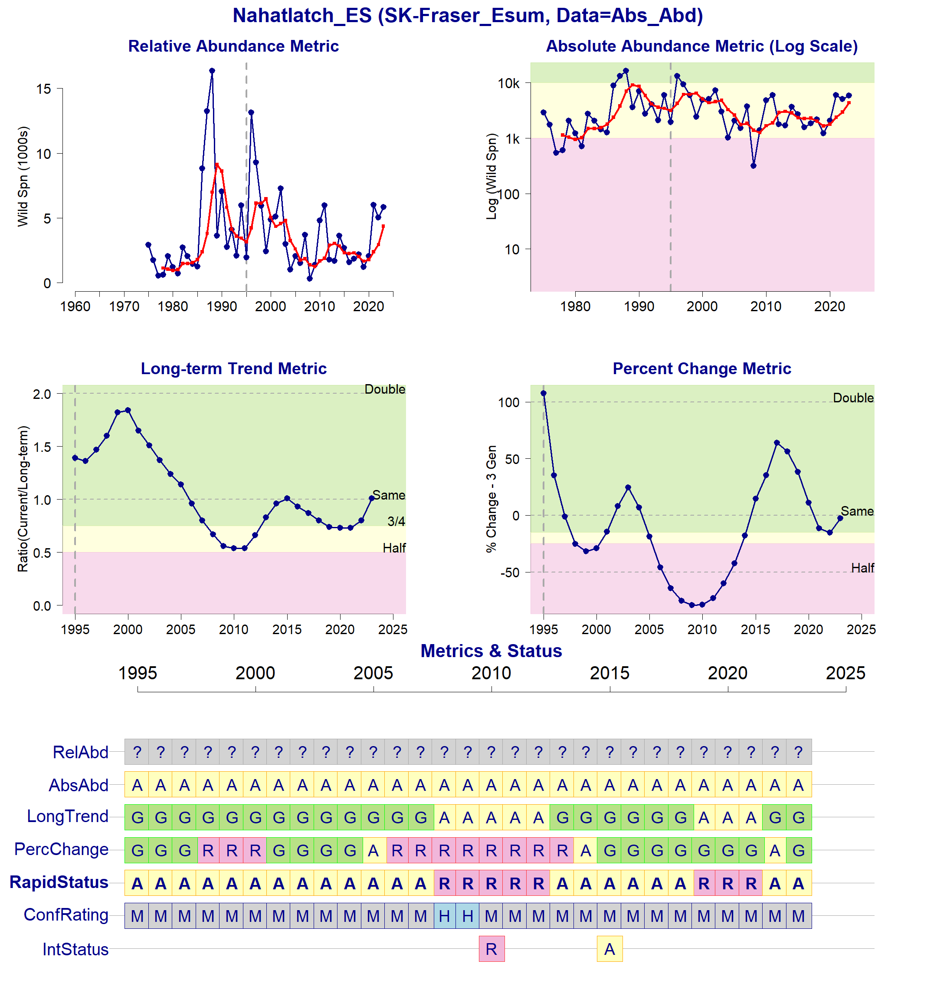 Nahatlatch_ES (SK-Fraser_Esum, Data=Abs_Abd)
Relative Abundance Metric
Wild Spn (1000s)
15
10
5
0
1960 1970 1980 1990 2000 2010 2020
Absolute Abundance Metric (Log Scale)
Log (Wild Spn)
10k
1k
100
10
1980 1990 2000 2010 2020
Long-term Trend Metric
Ratio(Current/Long-term)
2.0
1.5
1.0
0.5
0.0
Double
Same
3/4
Half
1995 2000 2005 2010 2015 2020 2025
Percent Change Metric
% Change - 3 Gen
100
50
0
-50
Double
Same
Half
1995 2000 2005 2010 2015 2020 2025
Metrics & Status
1995 2000 2005 2010 2015 2020 2025
RelAbd ? ? ? ? ? ? ? ? ? ? ? ? ? ? ? ? ? ? ? ? ? ? ? ? ? ? ? ? ?
AbsAbd A A A A A A A A A A A A A A A A A A A A A A A A A A A A A
LongTrend G G G G G G G G G G G G G A A A A A G G G G G G A A A G G
PercChange G G G R R R G G G G A R R R R R R R R A G G G G G G G A G
RapidStatus A A A A A A A A A A A A A R R R R R A A A A A A R R R A A
ConfRating M M M M M M M M M M M M M H H M M M M M M M M M M M M M M
IntStatus R A